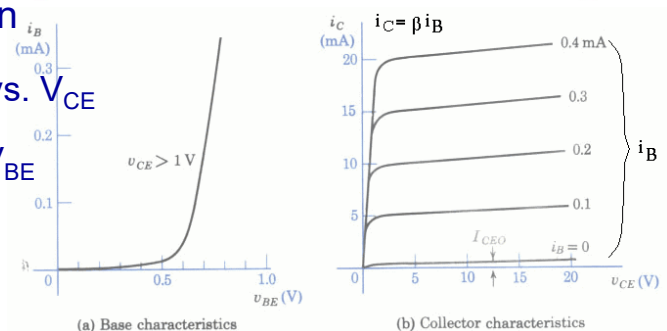 n
vs. VCE
VBE
iB
(mA)
0.3
0.2
0.1
0
vCE > 1 V
0.5
1.0
vBE (V)
(a) Base characteristics
iC
(mA)
iC= β iB
20
15
10
5
0
0.4 mA
0.3
0.2
0.1
iB = 0
ICEO
iB
5
10
15
20
vCE (V)
(b) Collector characteristics